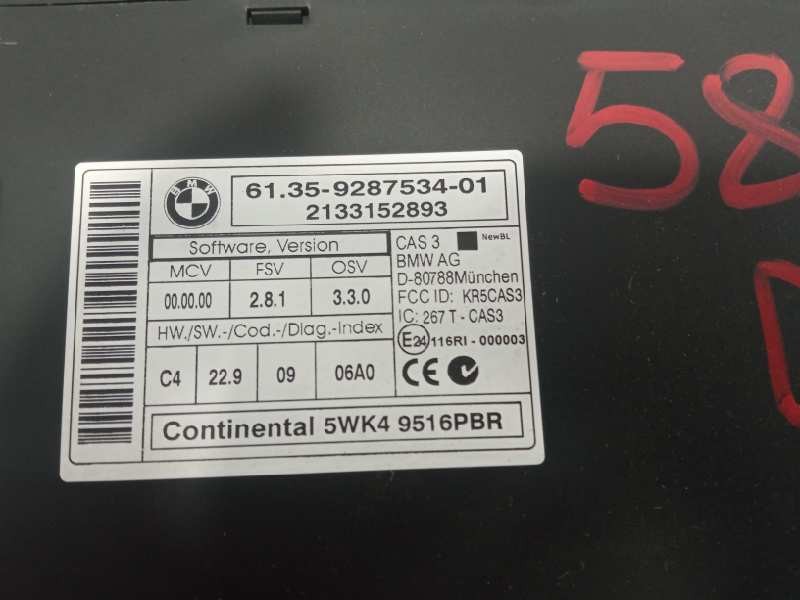 58
BMW
61.35-9287534-01
2133152893
Software, Version
MCV FSV OSV
00.00.00 2.8.1 3.3.0
HW./SW.-/Cod.-/Diag.-Index
C4 22.9 09 06A0
CAS 3 NewBL
BMW AG
D-80788München
FCC ID: KR5CAS3
IC: 267 T - CAS3
E24 116RI - 000003
CE
Continental 5WK4 9516PBR